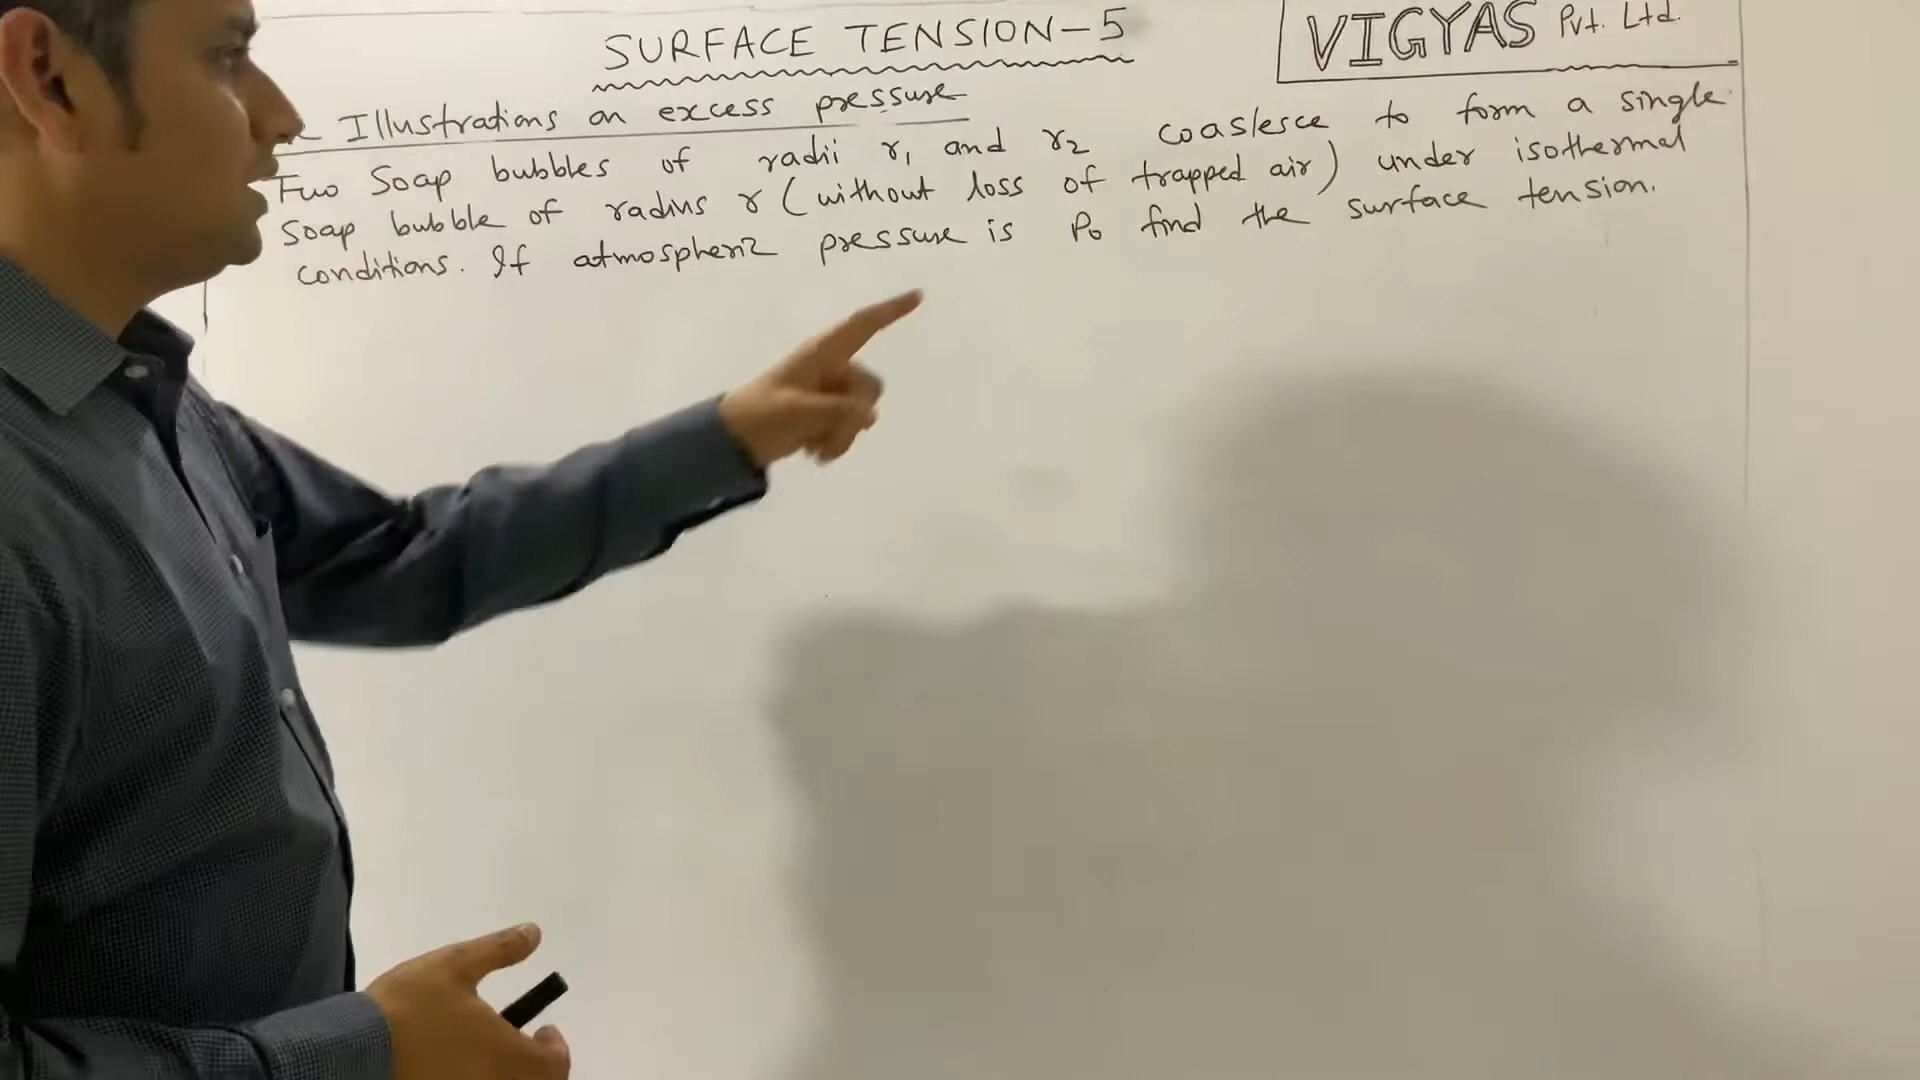 SURFACE TENSION-5
VIGYAS Pvt. Ltd.
Illustrations on excess pressure
Two Soap bubbles of radii r1 and r2 coaslesce to form a single
Soap bubble of radius r (without loss of trapped air) under isothermal
conditions. If atmospheric pressure is P0 find the surface tension.